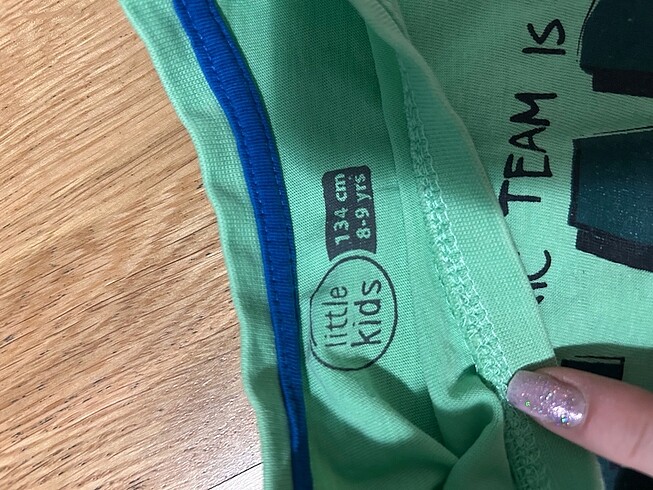 134 cm
8-9 yrs
little
kids
TEAM IS